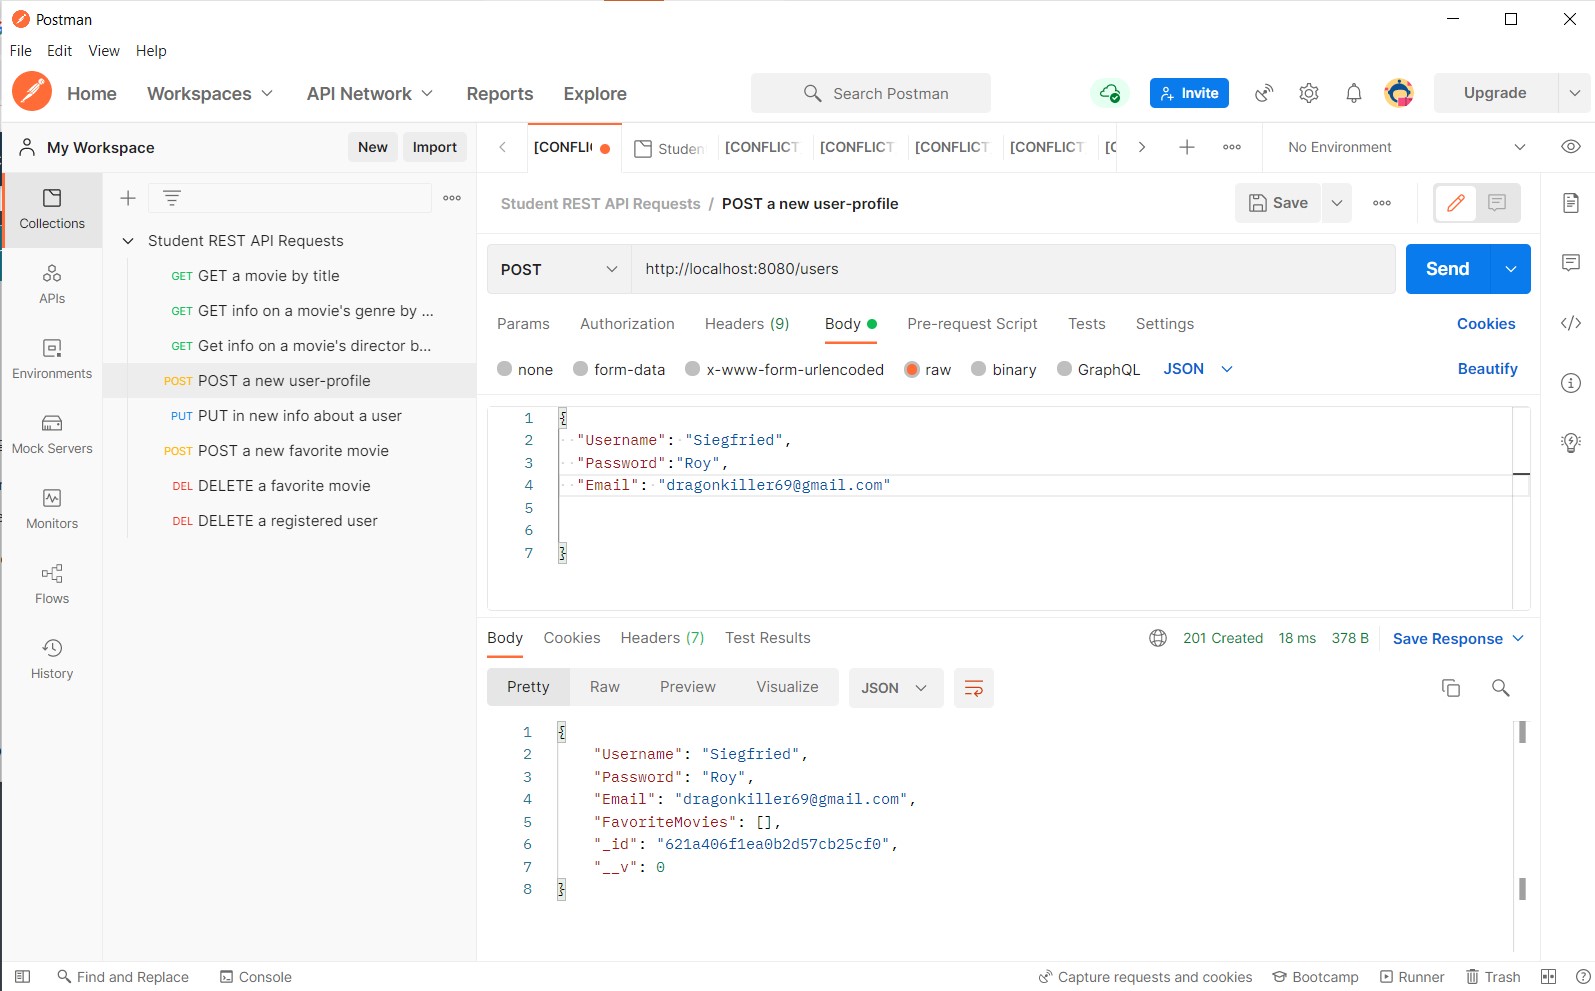 Postman
File Edit View Help
Home Workspaces API Network Reports Explore Search Postman Invite Upgrade
My Workspace New Import
[CONFLI Studen [CONFLICT [CONFLICT [CONFLICT [CONFLICT [C No Environment
Collections
APIs
Environments
Mock Servers
Monitors
Flows
History
Student REST API Requests
GET GET a movie by title
GET GET info on a movie's genre by ...
GET Get info on a movie's director b...
POST POST a new user-profile
PUT PUT in new info about a user
POST POST a new favorite movie
DEL DELETE a favorite movie
DEL DELETE a registered user
Student REST API Requests / POST a new user-profile Save
POST http://localhost:8080/users Send
Params Authorization Headers (9) Body Pre-request Script Tests Settings Cookies
none form-data x-www-form-urlencoded raw binary GraphQL JSON Beautify
1 {
2 "Username": "Siegfried",
3 "Password":"Roy",
4 "Email": "dragonkiller69@gmail.com"
5
6
7 }
Body Cookies Headers (7) Test Results 201 Created 18 ms 378 B Save Response
Pretty Raw Preview Visualize JSON
1 {
2 "Username": "Siegfried",
3 "Password": "Roy",
4 "Email": "dragonkiller69@gmail.com",
5 "FavoriteMovies": [],
6 "_id": "621a406f1ea0b2d57cb25cf0",
7 "__v": 0
8 }
Find and Replace Console Capture requests and cookies Bootcamp Runner Trash